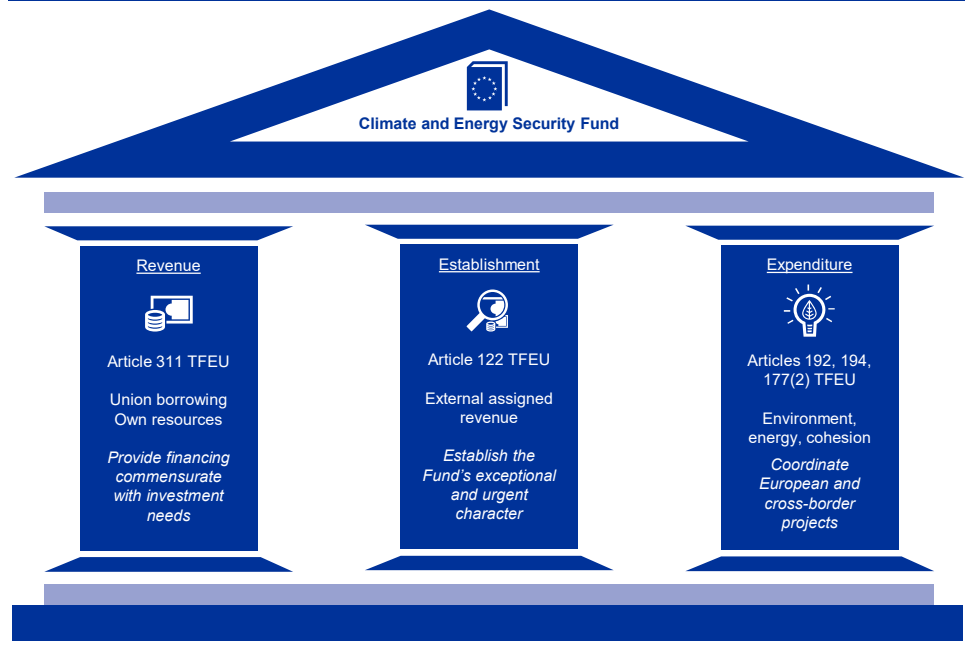 Climate and Energy Security Fund
Revenue
Article 311 TFEU
Union borrowing
Own resources
Provide financing
commensurate
with investment
needs
Establishment
Article 122 TFEU
External assigned
revenue
Establish the
Fund's exceptional
and urgent
character
Expenditure
Articles 192, 194,
177(2) TFEU
Environment,
energy, cohesion
Coordinate
European and
cross-border
projects